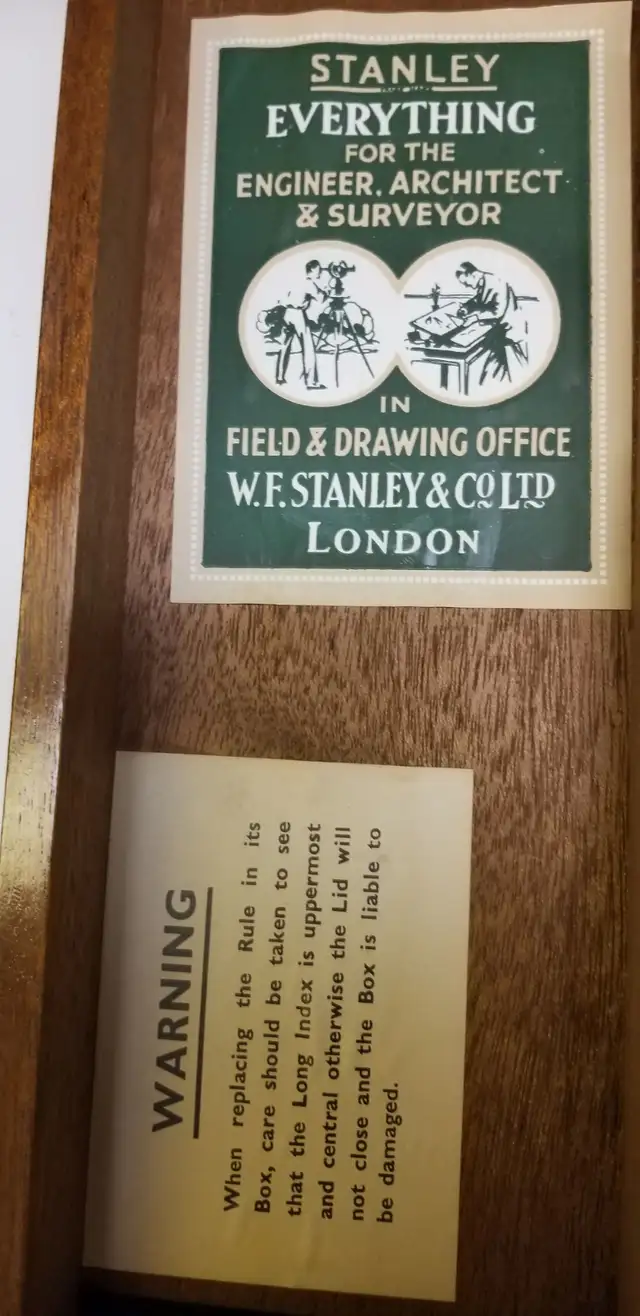 STANLEY
EVERYTHING
FOR THE
ENGINEER. ARCHITECT
& SURVEYOR
IN
FIELD & DRAWING OFFICE
W.F. STANLEY & Co LTD
LONDON
WARNING
When replacing the Rule in its
Box, care should be taken to see
that the Long Index is uppermost
and central otherwise the Lid will
not close and the Box is liable to
be damaged.